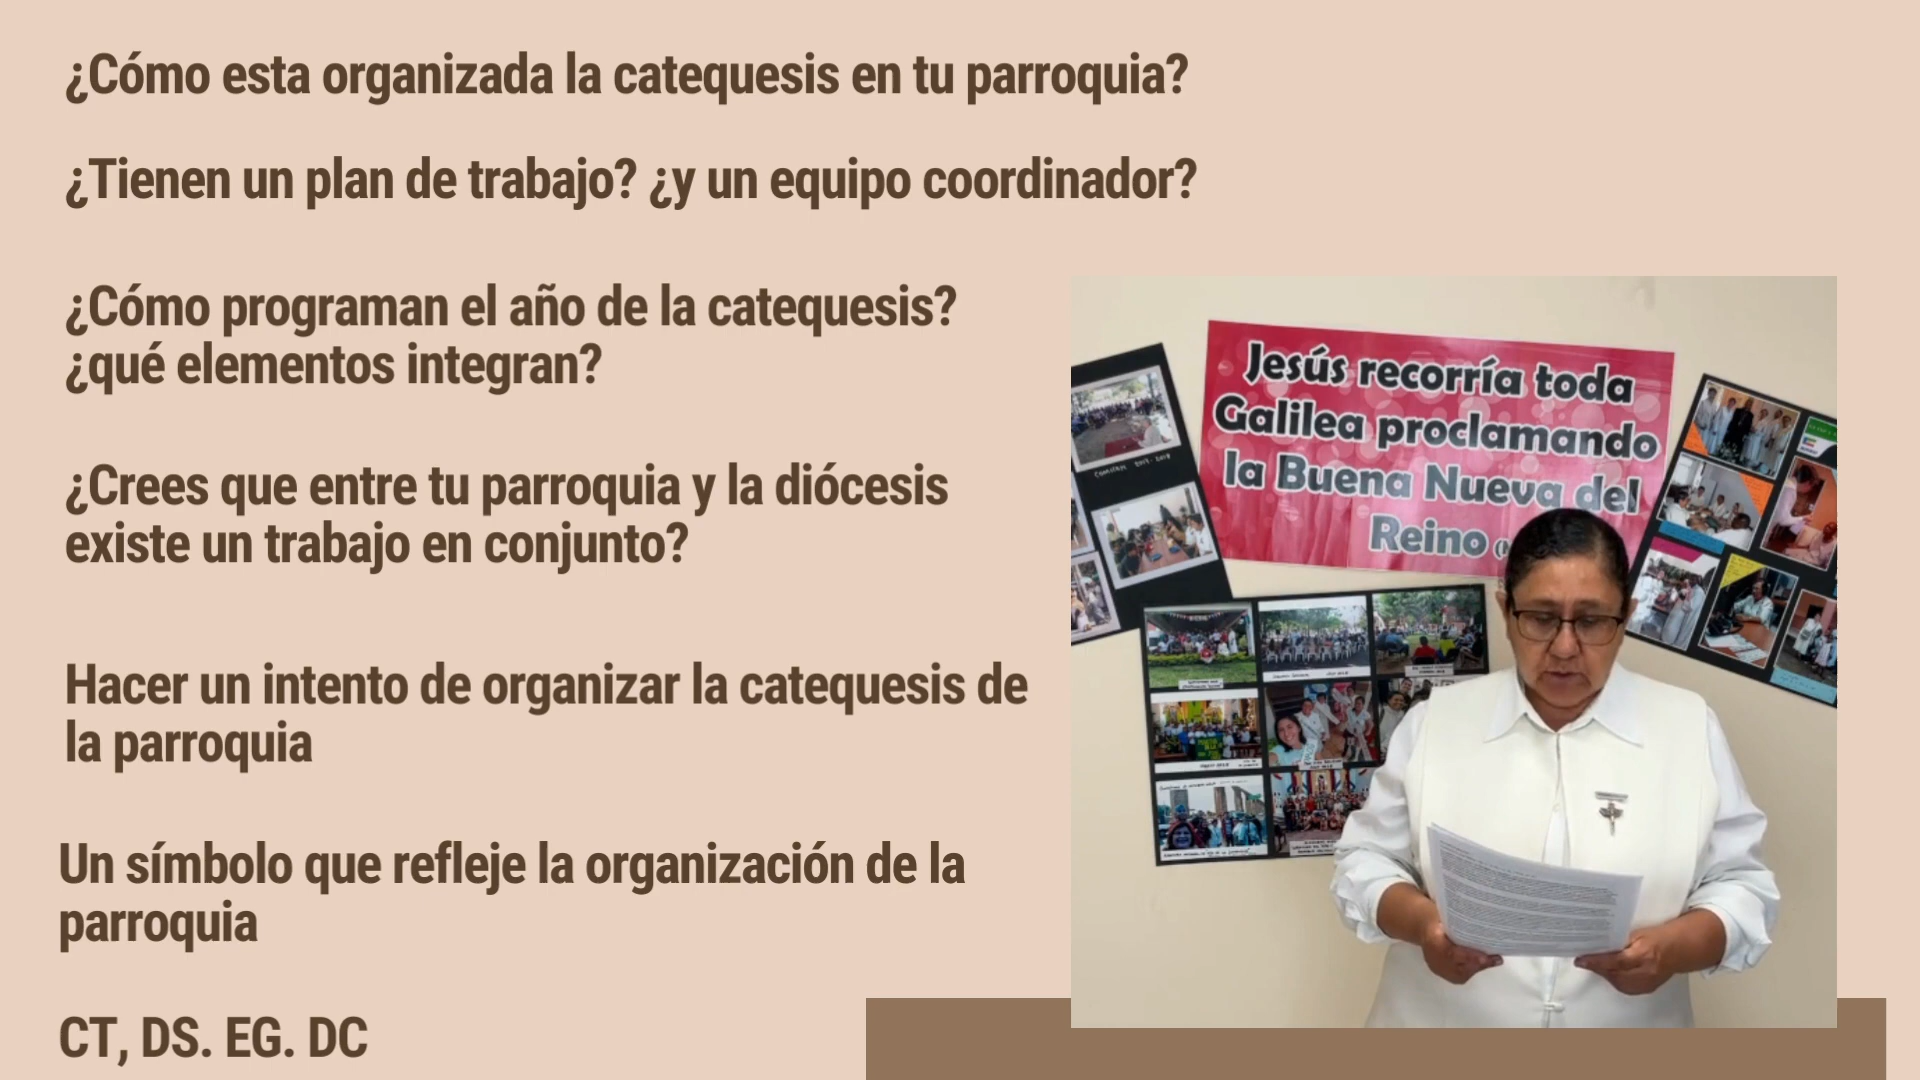 ¿Cómo esta organizada la catequesis en tu parroquia?
¿Tienen un plan de trabajo? ¿y un equipo coordinador?
¿Cómo programan el año de la catequesis?
¿qué elementos integran?
¿Crees que entre tu parroquia y la diócesis
existe un trabajo en conjunto?
Hacer un intento de organizar la catequesis de
la parroquia
Un símbolo que refleje la organización de la
parroquia
CT, DS. EG. DC
Jesús recorría toda
Galilea proclamando
la Buena Nueva del
Reino